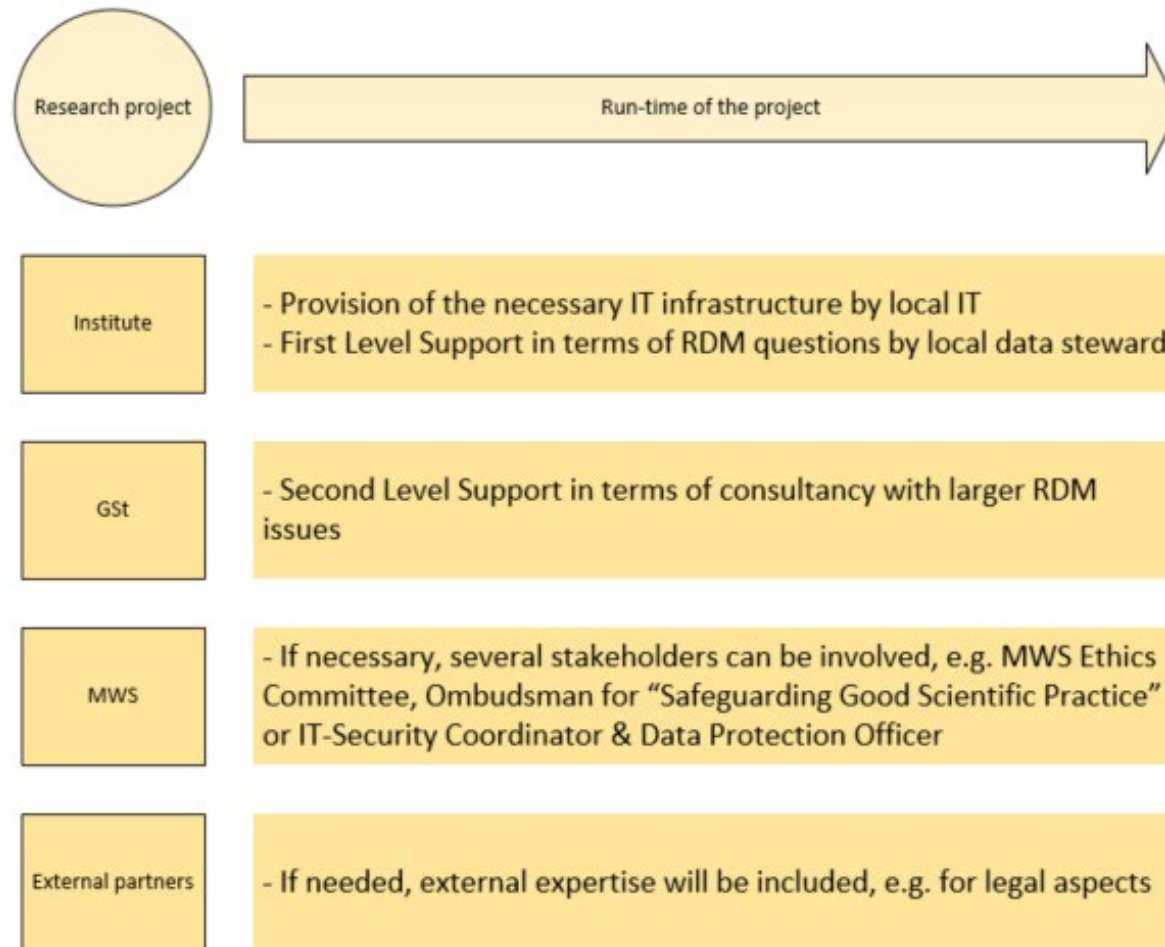 Research project
Run-time of the project
Institute
- Provision of the necessary IT infrastructure by local IT
- First Level Support in terms of RDM questions by local data steward
GSt
- Second Level Support in terms of consultancy with larger RDM
issues
MWS
- If necessary, several stakeholders can be involved, e.g. MWS Ethics
Committee, Ombudsman for “Safeguarding Good Scientific Practice”
or IT-Security Coordinator & Data Protection Officer
External partners
- If needed, external expertise will be included, e.g. for legal aspects